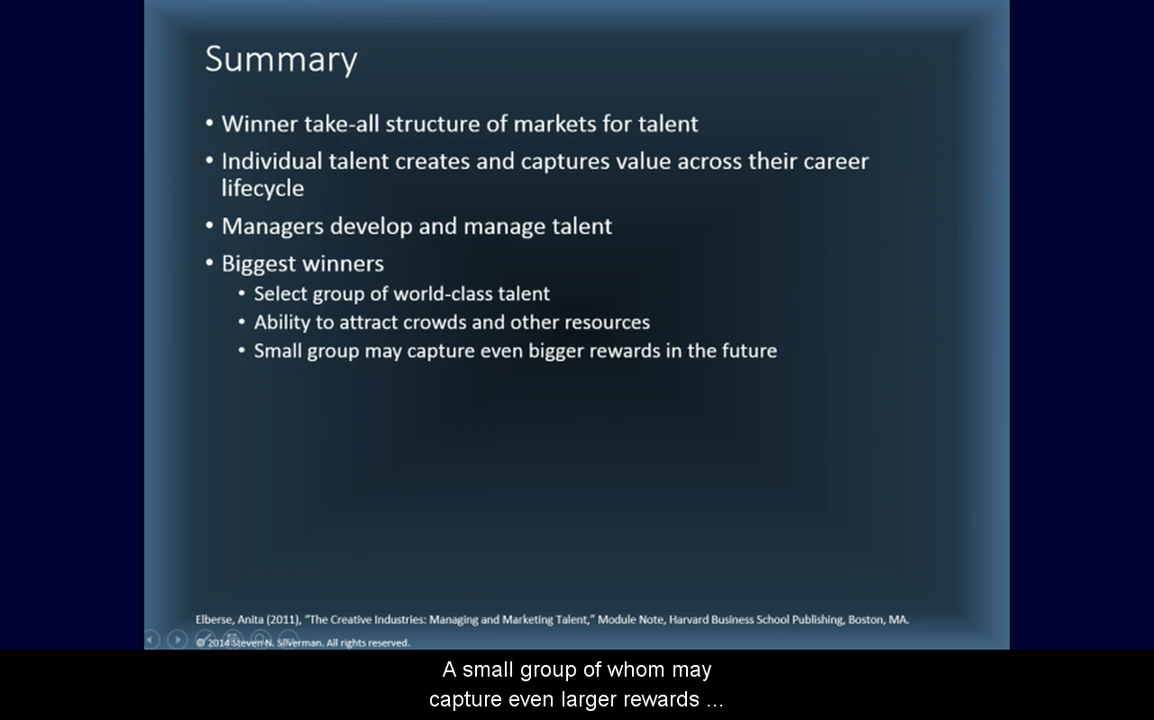 Summary
• Winner take-all structure of markets for talent
• Individual talent creates and captures value across their career
lifecycle
• Managers develop and manage talent
• Biggest winners
• Select group of world-class talent
• Ability to attract crowds and other resources
• Small group may capture even bigger rewards in the future
Elberse, Anita (2011), "The Creative Industries: Managing and Marketing Talent," Module Note, Harvard Business School Publishing, Boston, MA.
© 2014 Steven N. Silverman. All rights reserved.
A small group of whom may
capture even larger rewards ...